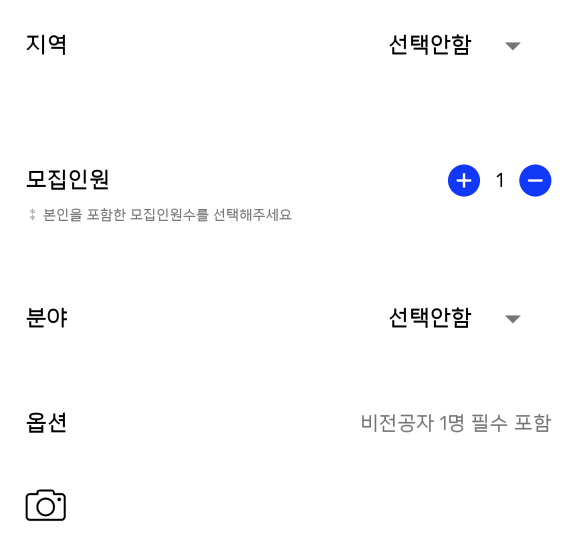 지역 선택안함
모집인원 1
* 본인을 포함한 모집인원수를 선택해주세요
분야 선택안함
옵션 비전공자 1명 필수 포함